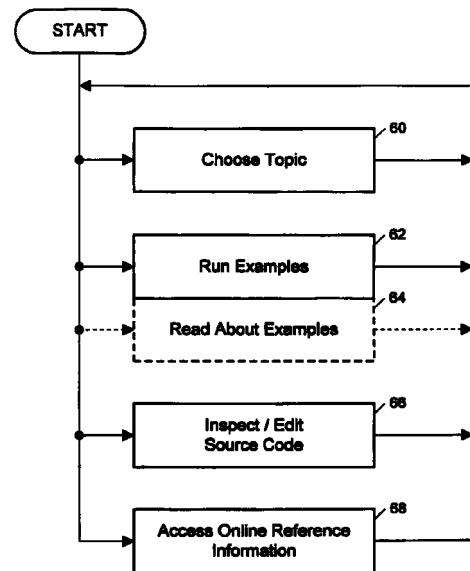 START
60
Choose Topic
62
Run Examples
64
Read About Examples
66
Inspect / Edit
Source Code
68
Access Online Reference
Information